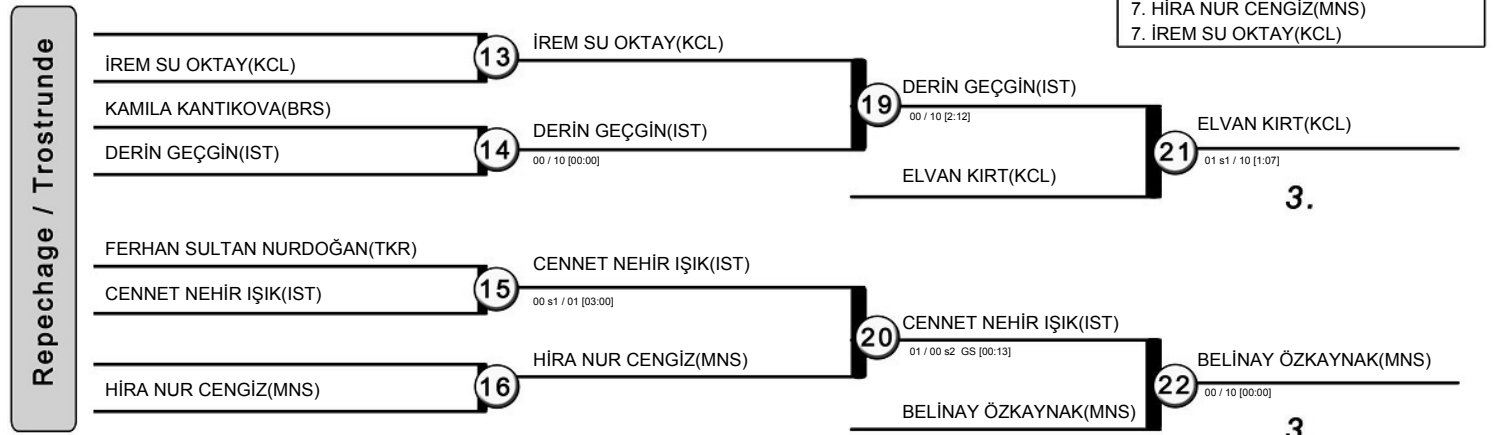 Repechage / Trostrunde
7. HİRA NUR CENGİZ(MNS)
7. İREM SU OKTAY(KCL)
İREM SU OKTAY(KCL)
13
İREM SU OKTAY(KCL)
KAMILA KANTIKOVA(BRS)
DERİN GEÇGİN(IST)
14
DERİN GEÇGİN(IST)
00 / 10 [00:00]
19
DERİN GEÇGİN(IST)
00 / 10 [2:12]
ELVAN KIRT(KCL)
21
ELVAN KIRT(KCL)
01 s1 / 10 [1:07]
3.
FERHAN SULTAN NURDOĞAN(TKR)
CENNET NEHİR IŞIK(IST)
15
CENNET NEHİR IŞIK(IST)
00 s1 / 01 [03:00]
HİRA NUR CENGİZ(MNS)
16
HİRA NUR CENGİZ(MNS)
20
CENNET NEHİR IŞIK(IST)
01 / 00 s2 GS [00:13]
BELİNAY ÖZKAYNAK(MNS)
22
BELİNAY ÖZKAYNAK(MNS)
00 / 10 [00:00]
3